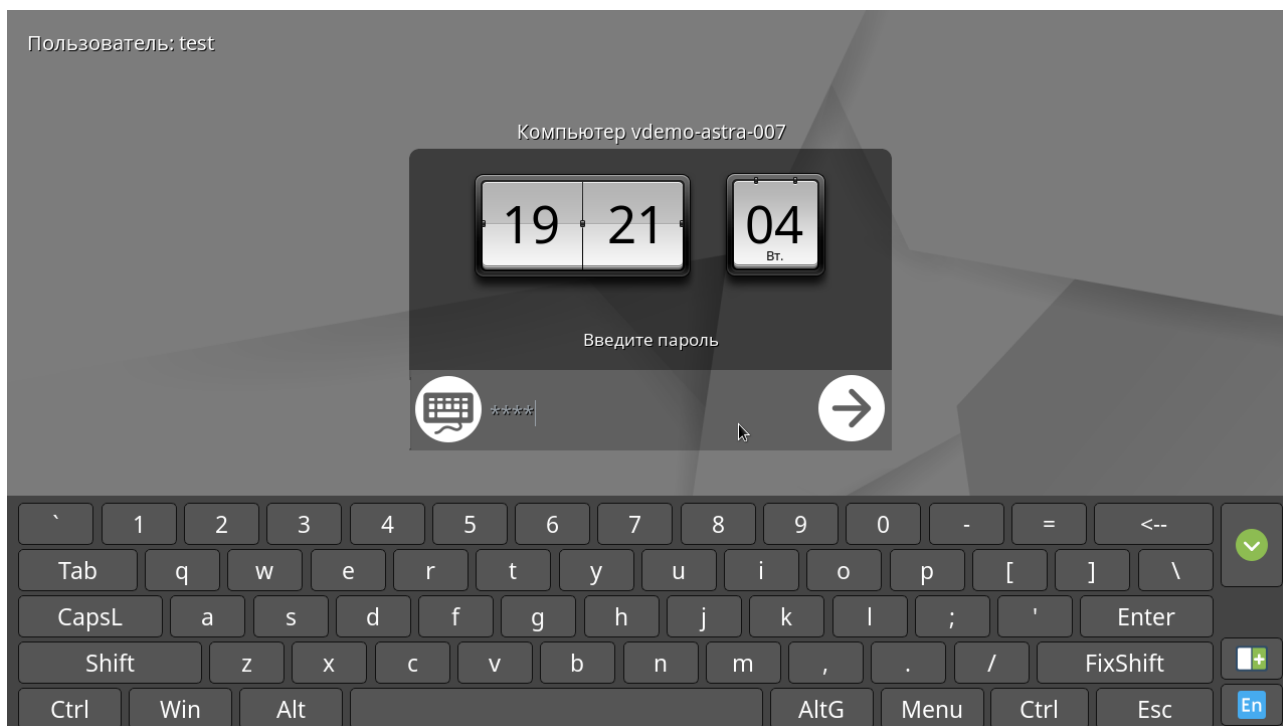 Пользователь: test
Компьютер vdemo-astra-007
19 21 04
Вт.
Введите пароль
****
` 1 2 3 4 5 6 7 8 9 0 - = <--
Tab q w e r t y u i o p [ ] \
CapsL a s d f g h j k l ; ' Enter
Shift z x c v b n m , . / FixShift
Ctrl Win Alt AltG Menu Ctrl Esc En